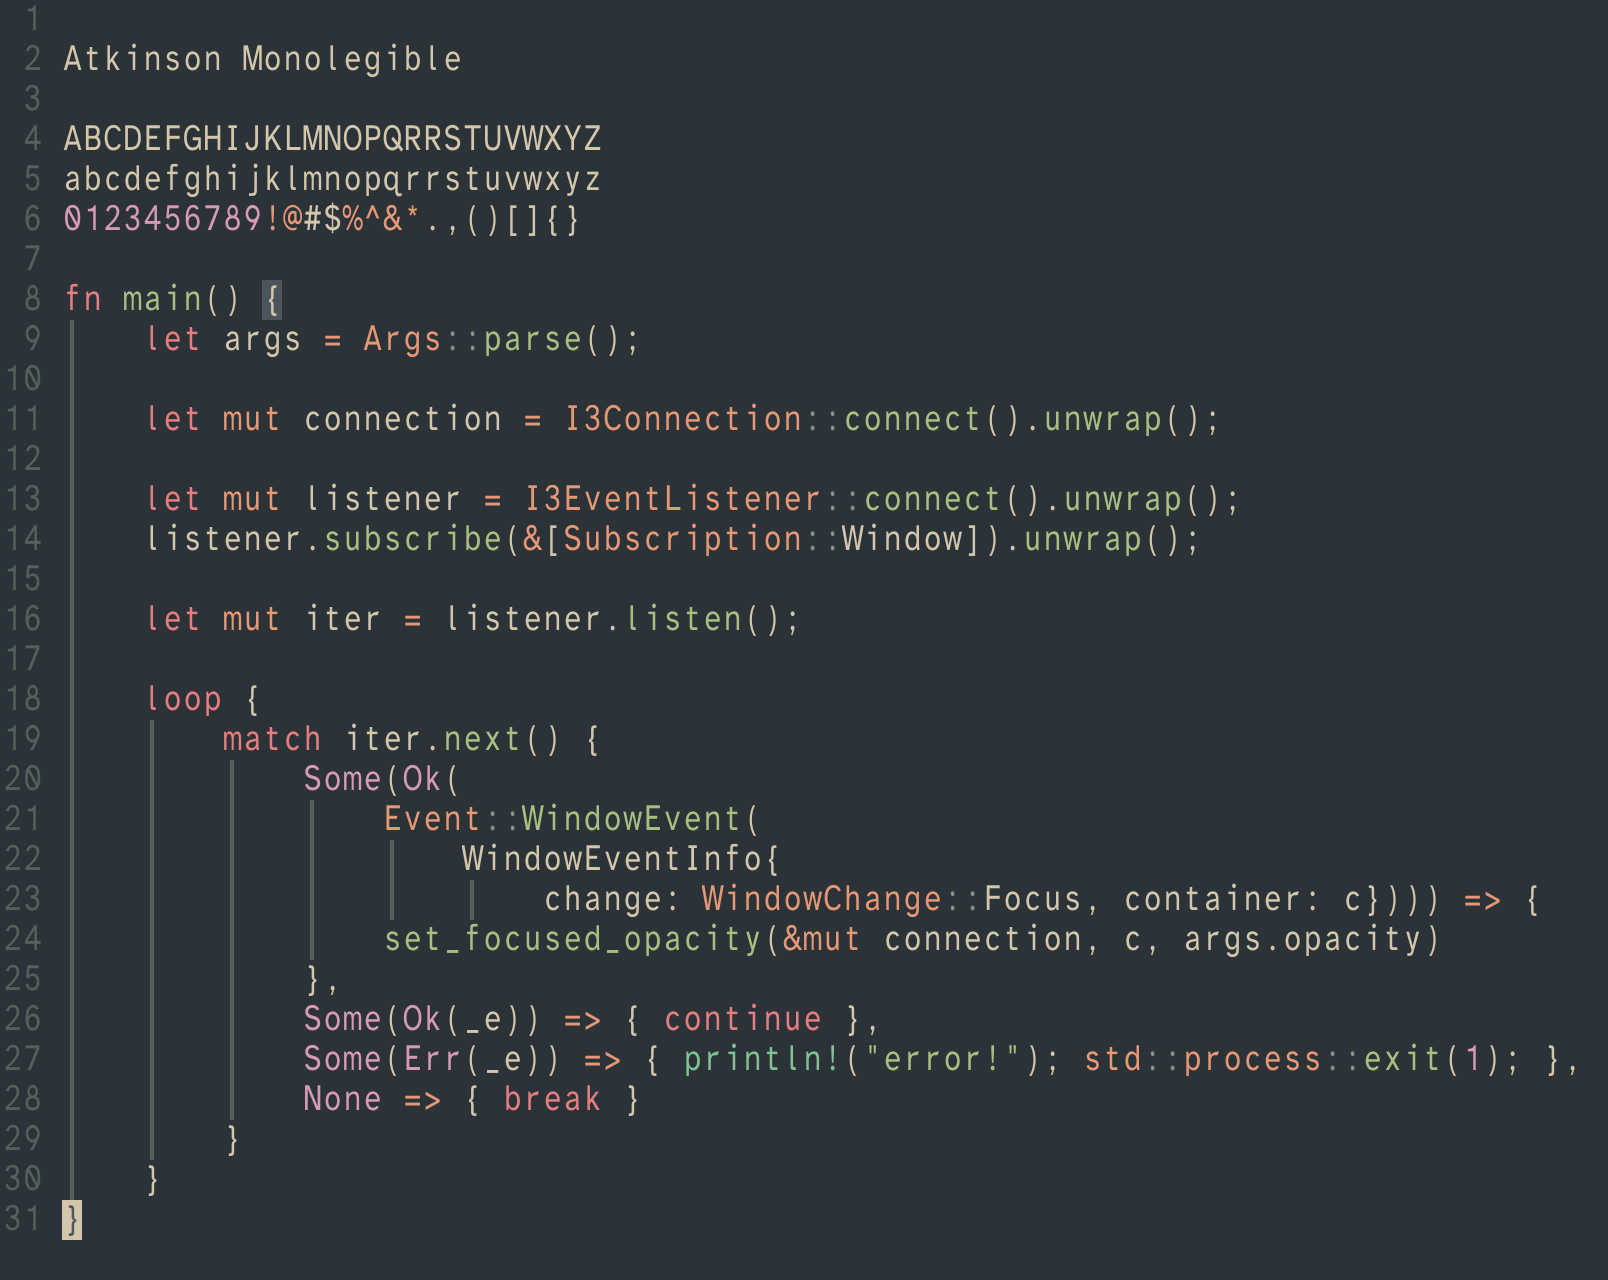 1
2 Atkinson Monolegible
3
4 ABCDEFGHIJKLMNOPQRRSTUVWXYZ
5 abcdefghijklmnopqrrstuvwxyz
6 0123456789!@#$%^&*.,()[]{}
7
8 fn main() {
9     let args = Args::parse();
10
11     let mut connection = I3Connection::connect().unwrap();
12
13     let mut listener = I3EventListener::connect().unwrap();
14     listener.subscribe(&[Subscription::Window]).unwrap();
15
16     let mut iter = listener.listen();
17
18     loop {
19         match iter.next() {
20             Some(Ok(
21                 Event::WindowEvent(
22                     WindowEventInfo{
23                         change: WindowChange::Focus, container: c}))) => {
24                 set_focused_opacity(&mut connection, c, args.opacity)
25             },
26             Some(Ok(_e)) => { continue },
27             Some(Err(_e)) => { println!("error!"); std::process::exit(1); },
28             None => { break }
29         }
30     }
31 }